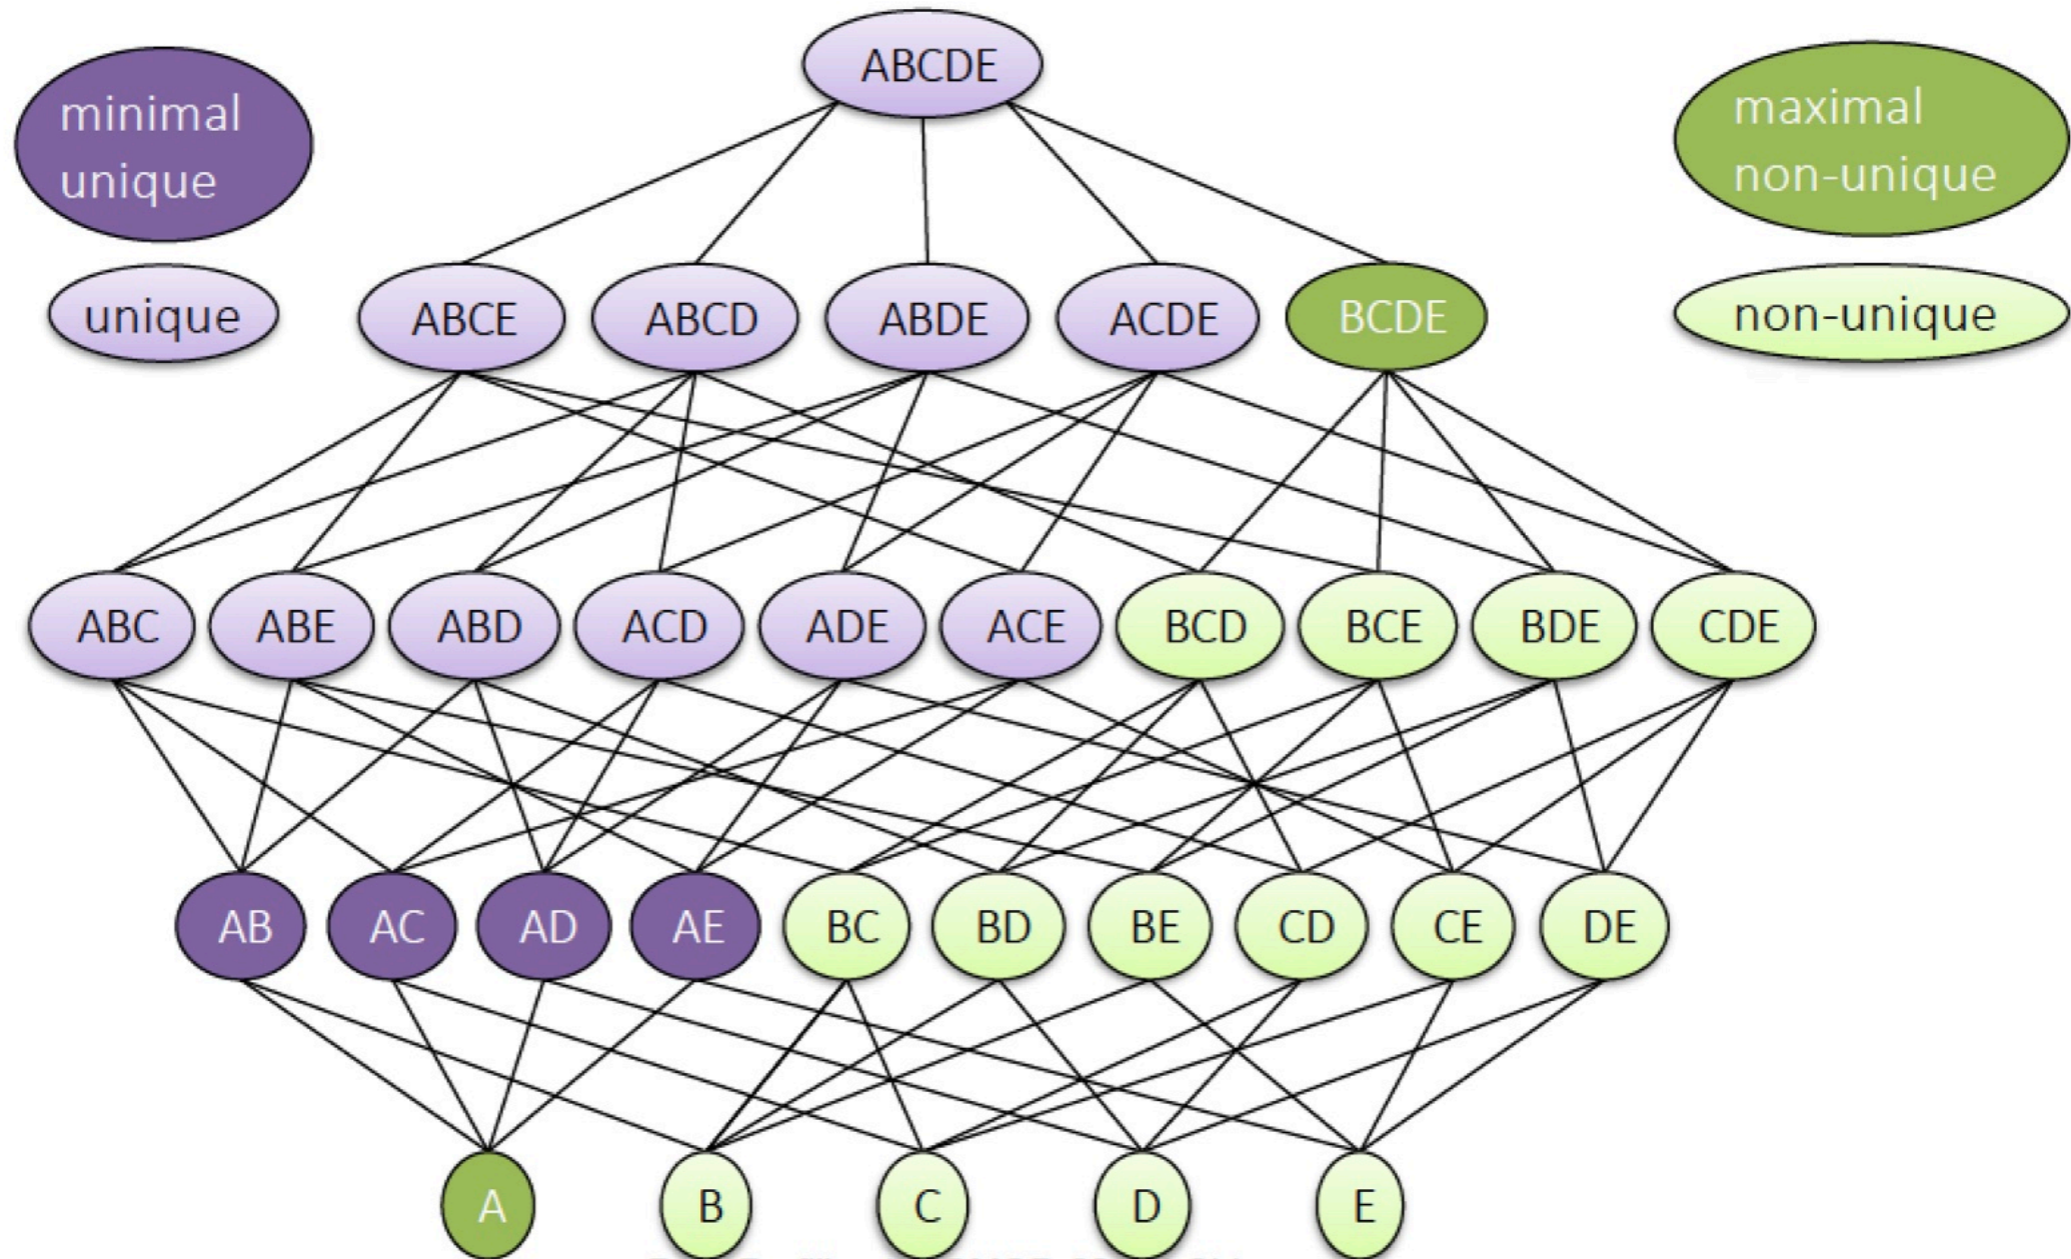 ABCDE
minimal
unique
maximal
non-unique
unique
ABCE ABCD ABDE ACDE BCDE
non-unique
ABC ABE ABD ACD ADE ACE BCD BCE BDE CDE
AB AC AD AE BC BD BE CD CE DE
A B C D E